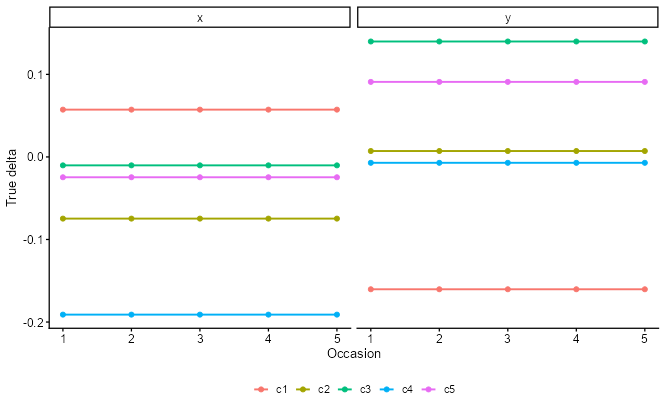 x y
True delta
0.1
0.0
-0.1
-0.2
1 2 3 4 5 1 2 3 4 5
Occasion
c1 c2 c3 c4 c5